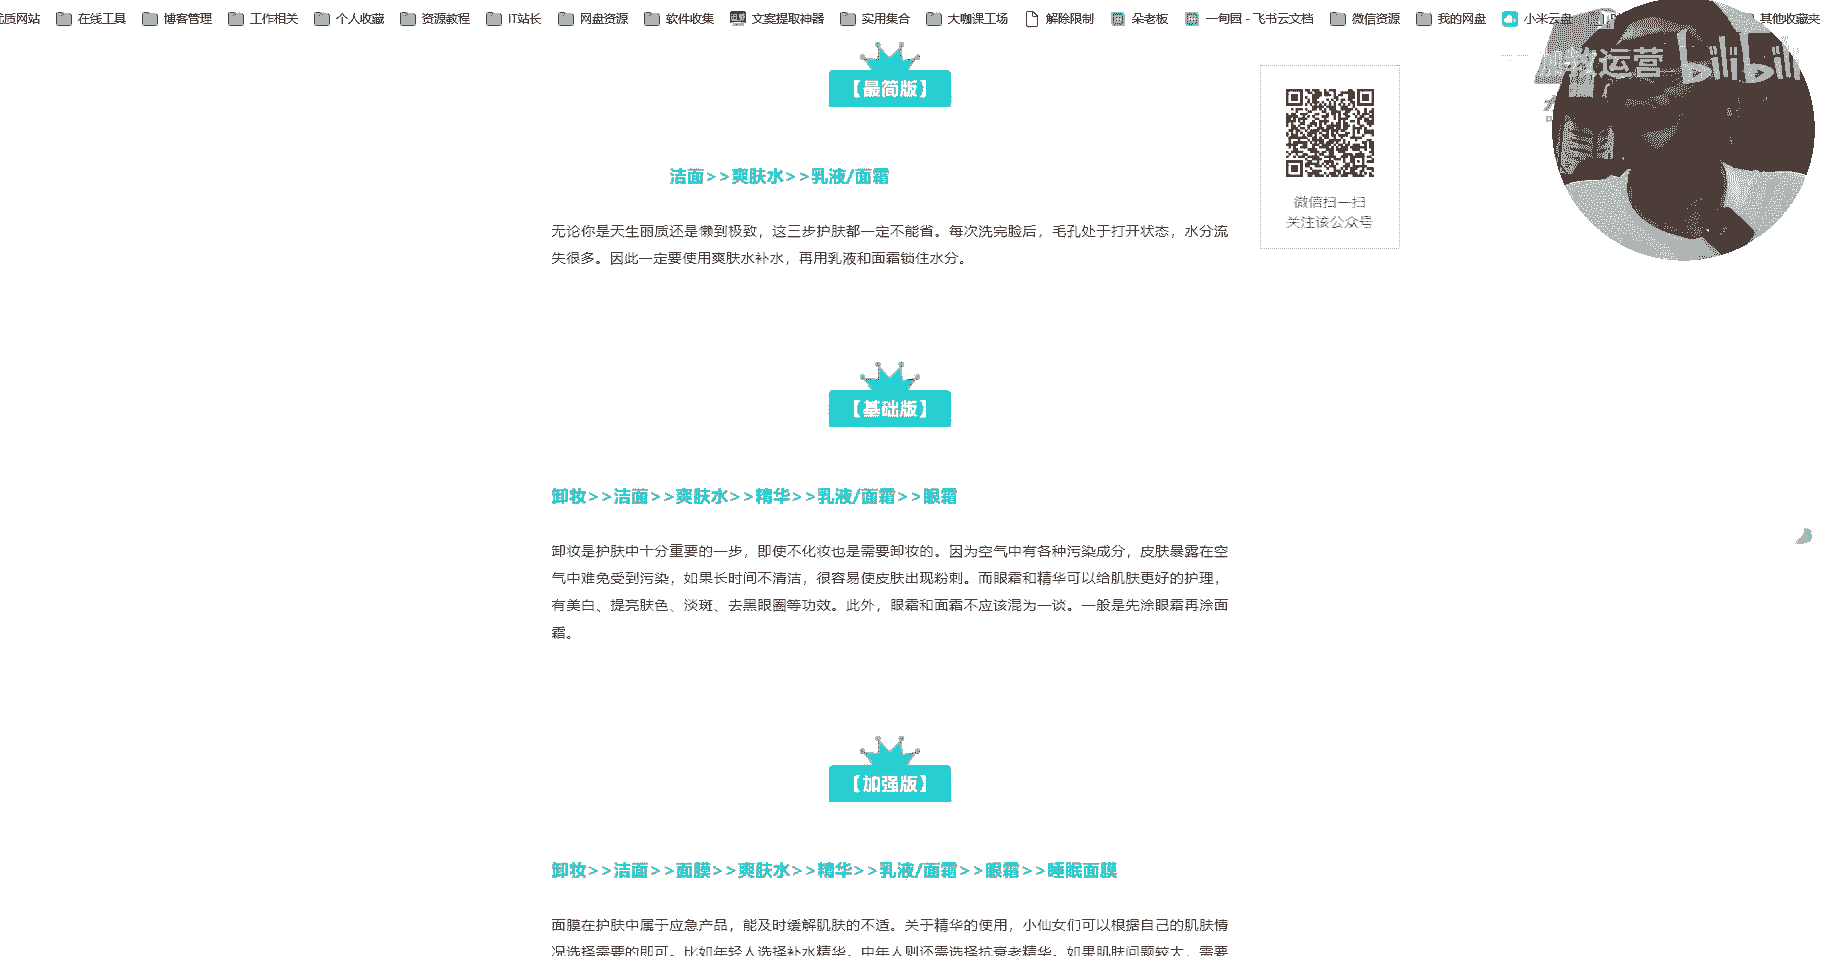 优质网站 在线工具 博客管理 工作相关 个人收藏 资源教程 IT站长 网盘资源 软件收集 文案提取神器 实用集合 大咖课工场 解除限制 朵老板 一甸园 - 飞书云文档 微信资源 我的网盘 小米云盘 其他收藏夹
运营 bilibili
【最简版】
洁面>>爽肤水>>乳液/面霜
微信扫一扫
关注该公众号
无论你是天生丽质还是懒到极致，这三步护肤都一定不能省。每次洗完脸后，毛孔处于打开状态，水分流
失很多。因此一定要使用爽肤水补水，再用乳液和面霜锁住水分。
【基础版】
卸妆>>洁面>>爽肤水>>精华>>乳液/面霜>>眼霜
卸妆是护肤中十分重要的一步，即使不化妆也是需要卸妆的。因为空气中有各种污染成分，皮肤暴露在空
气中难免受到污染，如果长时间不清洁，很容易使皮肤出现粉刺。而眼霜和精华可以给肌肤更好的护理，
有美白、提亮肤色、淡斑、去黑眼圈等功效。此外，眼霜和面霜不应该混为一谈。一般是先涂眼霜再涂面
霜。
【加强版】
卸妆>>洁面>>面膜>>爽肤水>>精华>>乳液/面霜>>眼霜>>睡眠面膜
面膜在护肤中属于应急产品，能及时缓解肌肤的不适。关于精华的使用，小仙女们可以根据自己的肌肤情
况选择需要的即可。比如年轻人选择补水精华，中年人则还需选择抗衰老精华。如果肌肤问题较大，需要